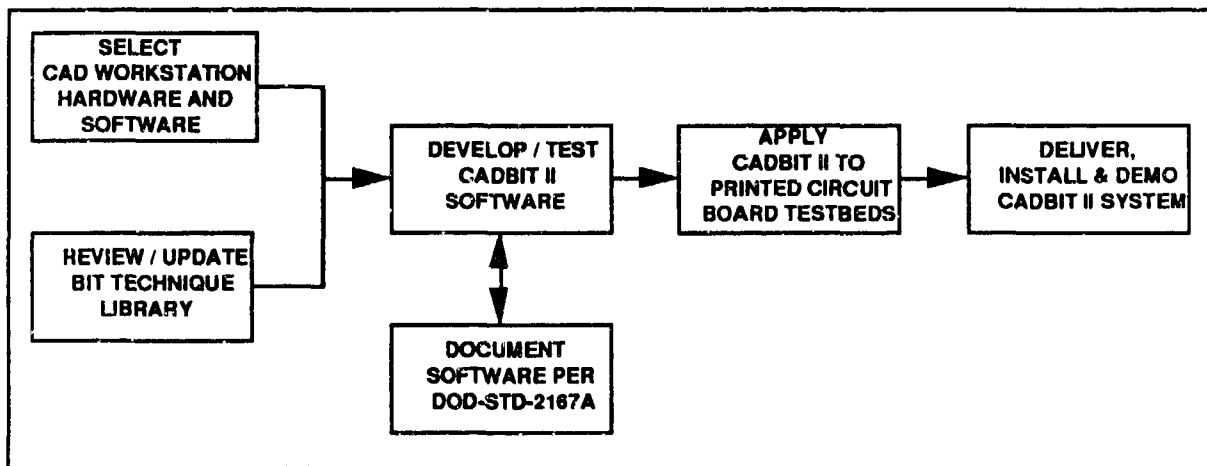 SELECT
CAD WORKSTATION
HARDWARE AND
SOFTWARE
REVIEW / UPDATE
BIT TECHNIQUE
LIBRARY
DEVELOP / TEST
CADBIT II
SOFTWARE
DOCUMENT
SOFTWARE PER
DOD-STD-2167A
APPLY
CADBIT II TO
PRINTED CIRCUIT
BOARD TESTBEDS
DELIVER,
INSTALL & DEMO
CADBIT II SYSTEM